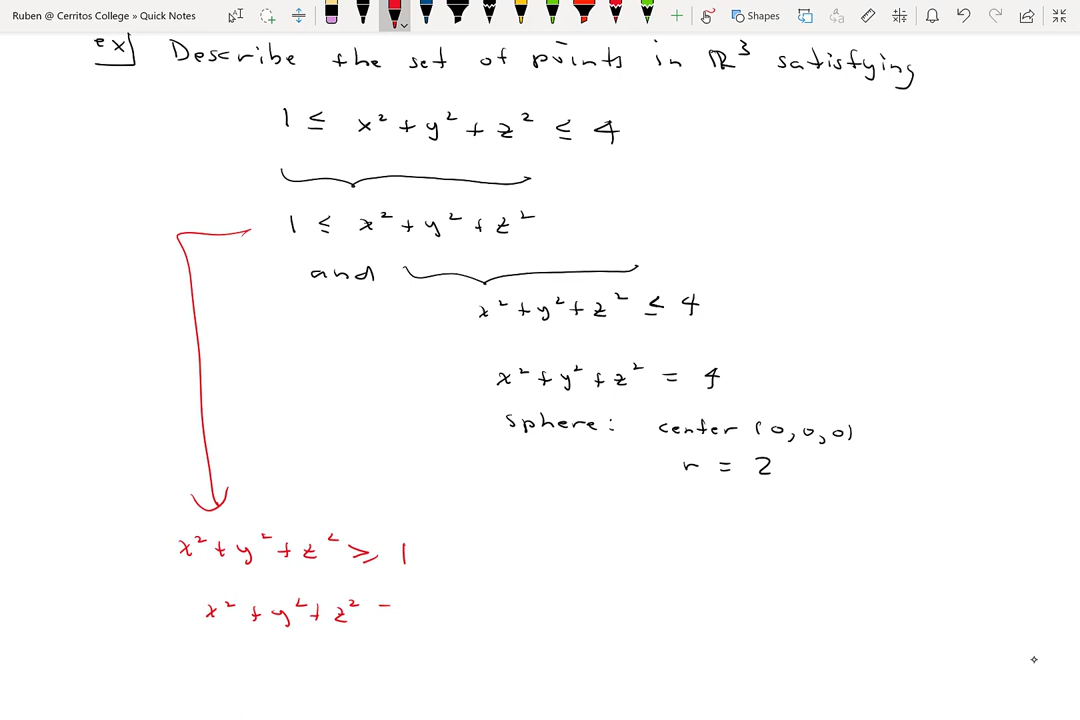 Ruben @ Cerritos College » Quick Notes
Shapes
ex] Describe the set of points in ℝ³ satisfying
1 ≤ x² + y² + z² ≤ 4
1 ≤ x² + y² + z²
and
x² + y² + z² ≤ 4
x² + y² + z² = 4
sphere: center (0,0,0)
r = 2
x² + y² + z² ≥ 1
x² + y² + z² -